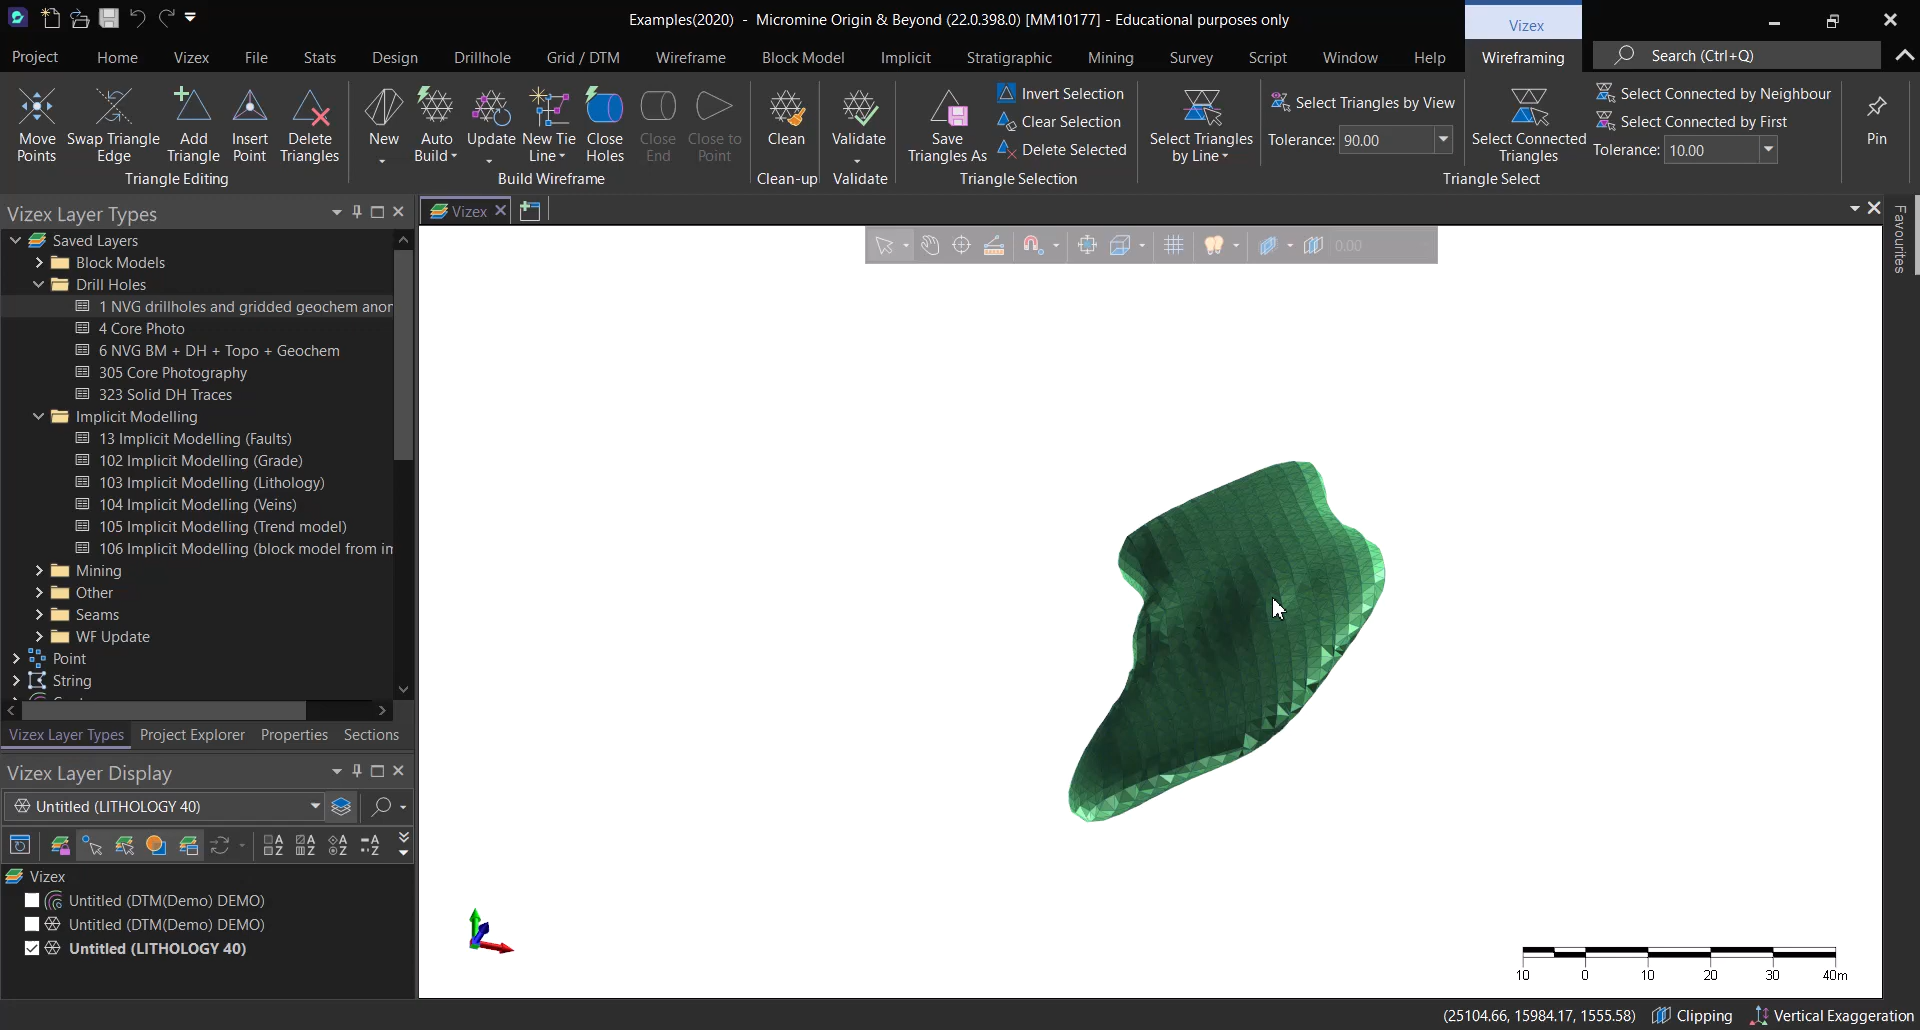 Examples(2020) - Micromine Origin & Beyond (22.0.398.0) [MM10177] - Educational purposes only
Vizex
Project Home Vizex File Stats Design Drillhole Grid / DTM Wireframe Block Model Implicit Stratigraphic Mining Survey Script Window Help Wireframing Search (Ctrl+Q)
Move Points
Swap Triangle Edge
Add Triangle
Insert Point
Delete Triangles
Triangle Editing
New
Auto Build
Update
New Tie Line
Close Holes
Close End
Close to Point
Build Wireframe
Clean
Clean-up
Validate
Validate
Save Triangles As
Invert Selection
Clear Selection
Delete Selected
Triangle Selection
Select Triangles by Line
Select Triangles by View
Tolerance: 90.00
Select Connected Triangles
Select Connected by Neighbour
Select Connected by First
Tolerance: 10.00
Triangle Select
Pin
Vizex Layer Types
Saved Layers
Block Models
Drill Holes
1 NVG drillholes and gridded geochem anor
4 Core Photo
6 NVG BM + DH + Topo + Geochem
305 Core Photography
323 Solid DH Traces
Implicit Modelling
13 Implicit Modelling (Faults)
102 Implicit Modelling (Grade)
103 Implicit Modelling (Lithology)
104 Implicit Modelling (Veins)
105 Implicit Modelling (Trend model)
106 Implicit Modelling (block model from in
Mining
Other
Seams
WF Update
Point
String
Vizex Layer Types Project Explorer Properties Sections
Vizex Layer Display
Untitled (LITHOLOGY 40)
Vizex
Untitled (DTM(Demo) DEMO)
Untitled (DTM(Demo) DEMO)
Untitled (LITHOLOGY 40)
Vizex
0.00
Favourites
10 0 10 20 30 40m
(25104.66, 15984.17, 1555.58) Clipping Vertical Exaggeration